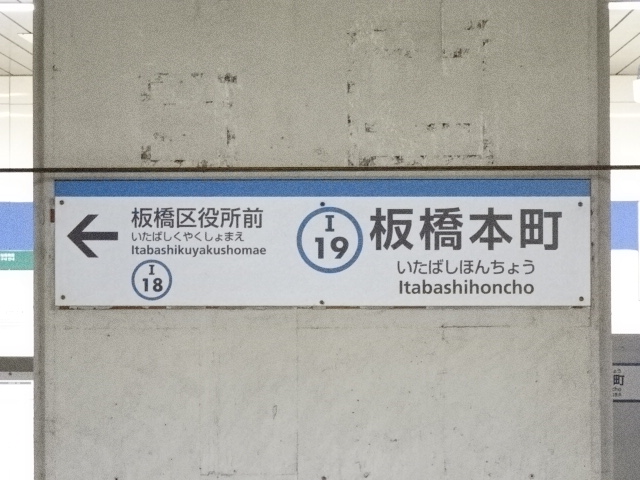 ←
板橋区役所前
いたばしくやくしょまえ
Itabashikuyakushomae
I
18
I
19
板橋本町
いたばしほんちょう
Itabashihoncho
町